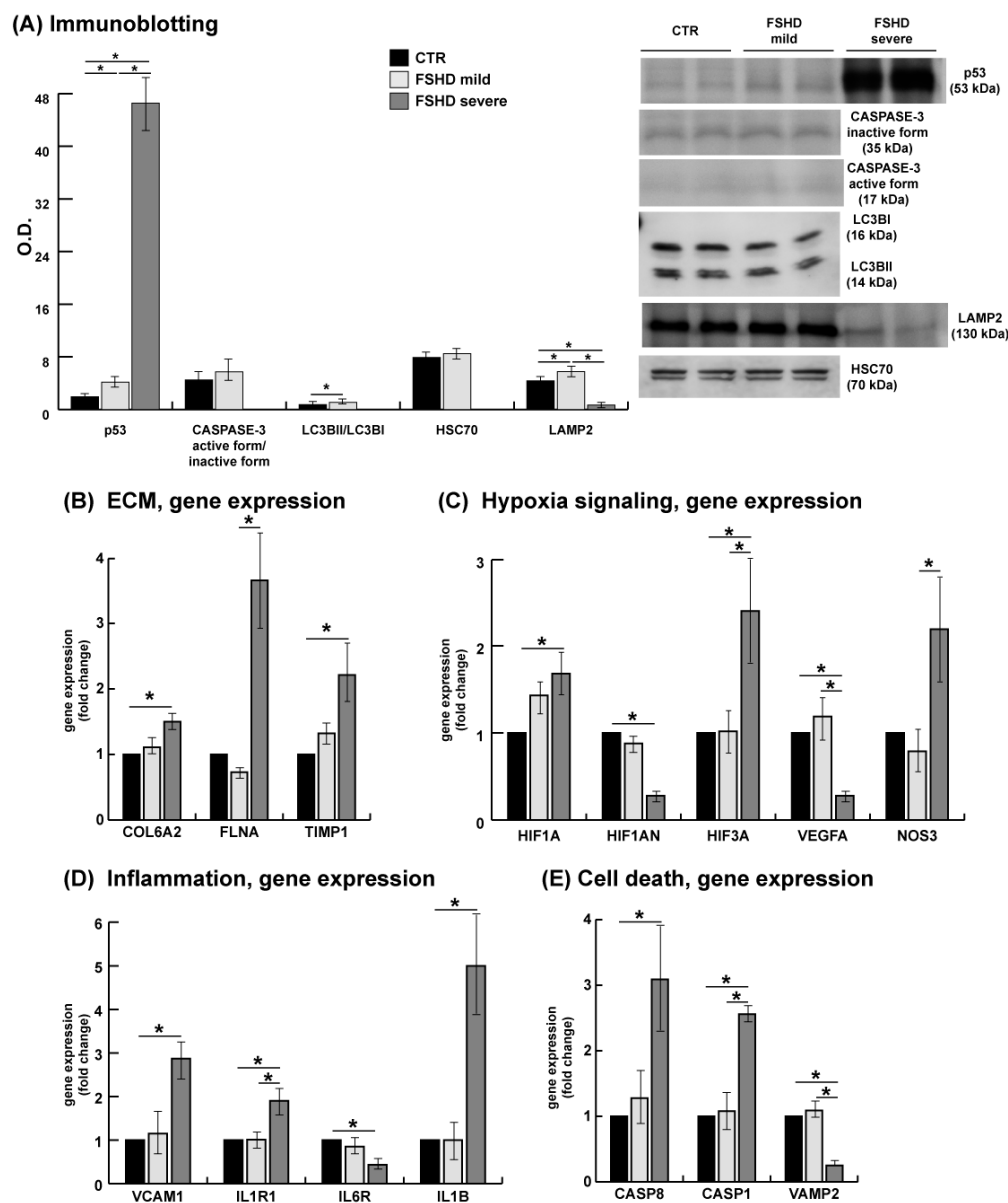 (A) Immunoblotting
CTR
FSHD mild
FSHD severe
* 
* *
O.D.
48
40
32
24
16
8
0
*
*
* *
p53
CASPASE-3
active form/
inactive form
LC3BII/LC3BI
HSC70
LAMP2
CTR
FSHD
mild
FSHD
severe
p53
(53 kDa)
CASPASE-3
inactive form
(35 kDa)
CASPASE-3
active form
(17 kDa)
LC3BI
(16 kDa)
LC3BII
(14 kDa)
LAMP2
(130 kDa)
HSC70
(70 kDa)
(B) ECM, gene expression
gene expression
(fold change)
4
3
2
1
0
*
*
*
COL6A2
FLNA
TIMP1
(C) Hypoxia signaling, gene expression
gene expression
(fold change)
3
2
1
0
*
*
*
*
*
*
*
HIF1A
HIF1AN
HIF3A
VEGFA
NOS3
(D) Inflammation, gene expression
gene expression
(fold change)
6
5
4
3
2
1
0
*
*
*
*
*
VCAM1
IL1R1
IL6R
IL1B
(E) Cell death, gene expression
gene expression
(fold change)
4
3
2
1
0
*
*
*
*
*
CASP8
CASP1
VAMP2